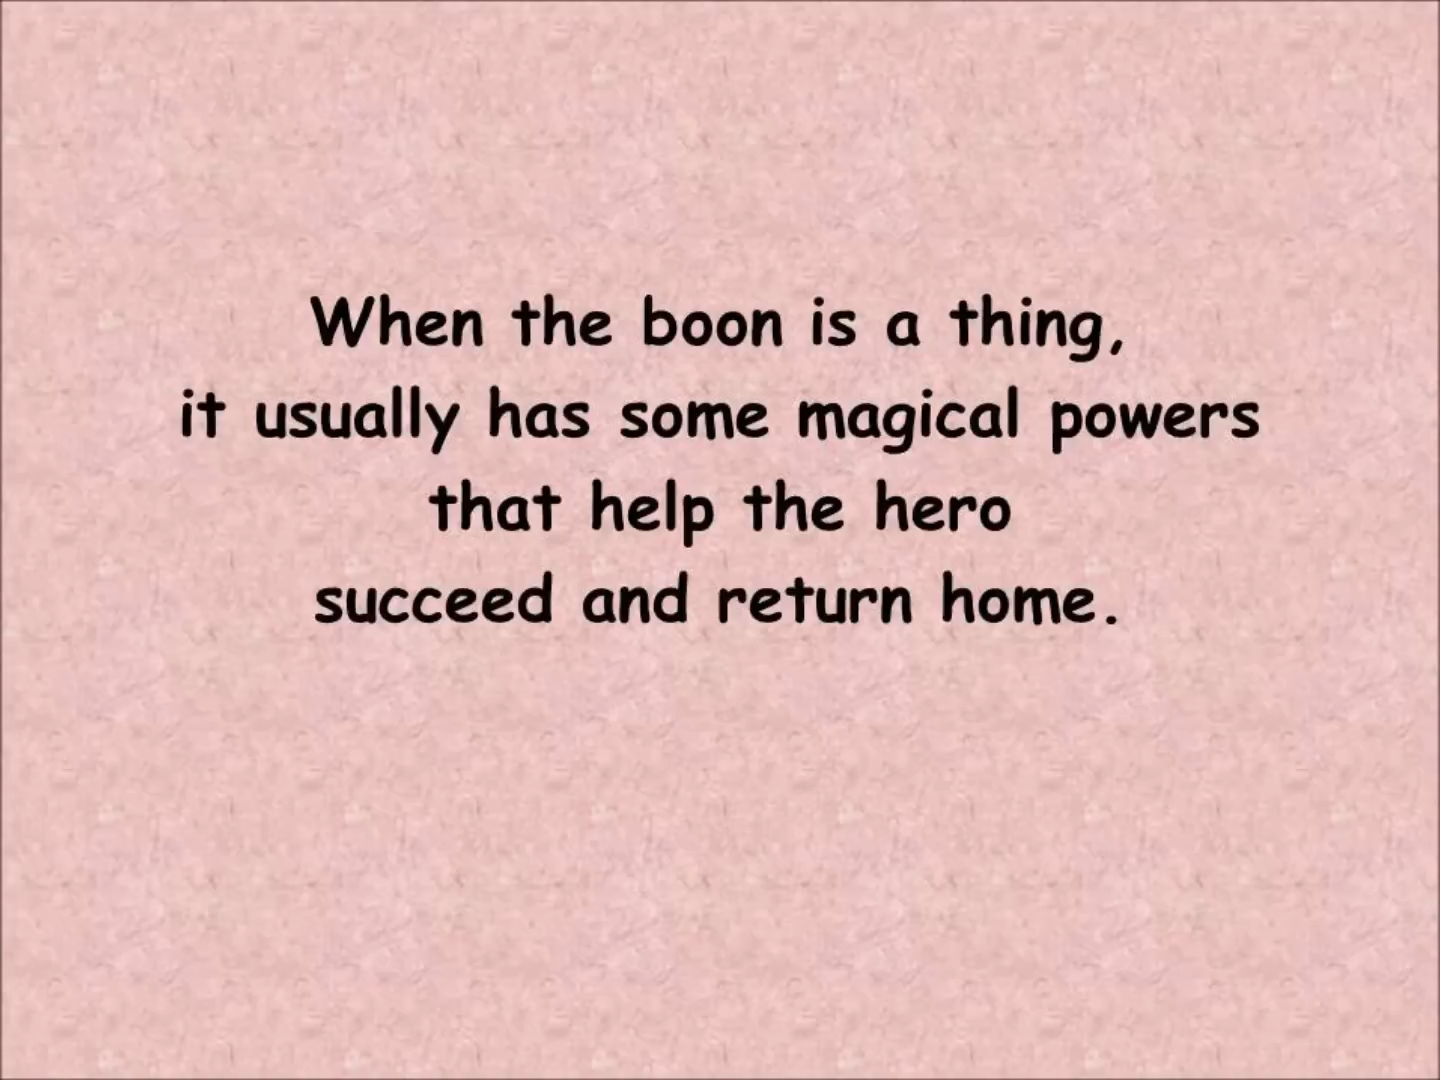 When the boon is a thing,
it usually has some magical powers
that help the hero
succeed and return home.